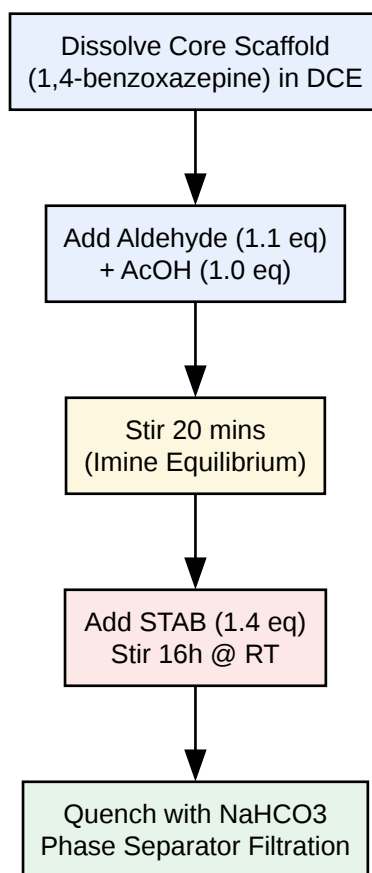 Dissolve Core Scaffold
(1,4-benzoxazepine) in DCE
Add Aldehyde (1.1 eq)
+ AcOH (1.0 eq)
Stir 20 mins
(Imine Equilibrium)
Add STAB (1.4 eq)
Stir 16h @ RT
Quench with NaHCO3
Phase Separator Filtration